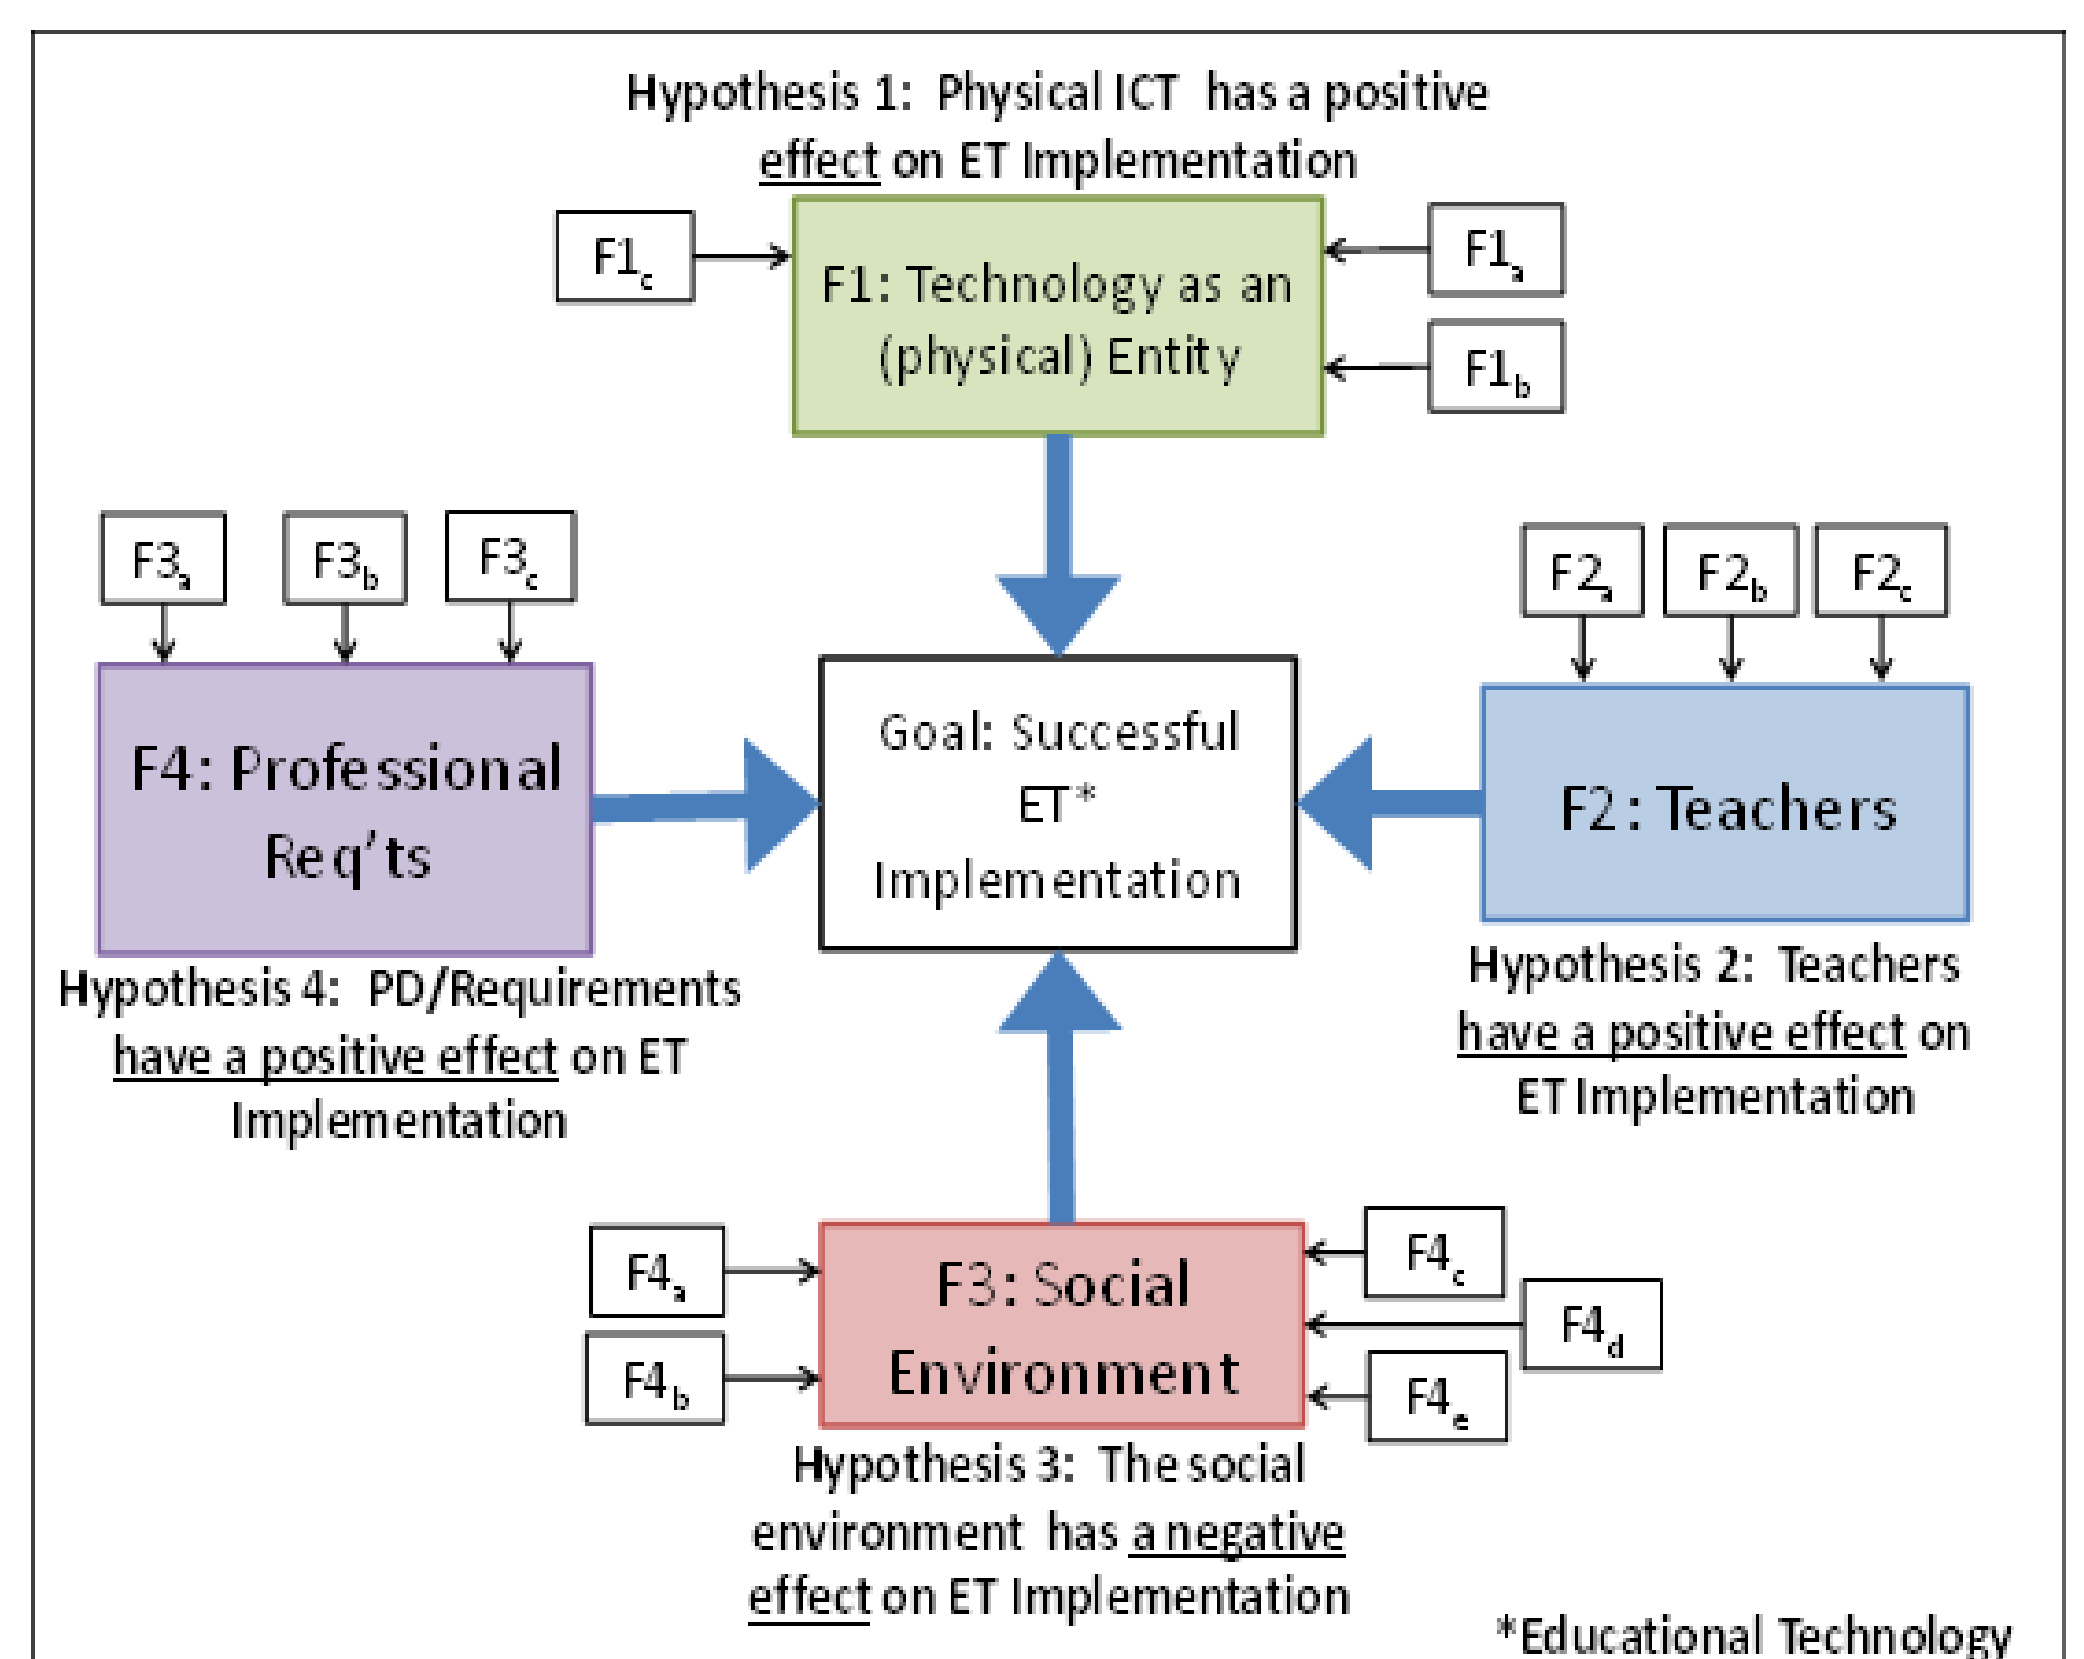 Hypothesis 1: Physical ICT has a positive
effect on ET Implementation
F1c
F1: Technology as an
(physical) Entity
F1a
F1b
F3a
F3b
F3c
F2a
F2b
F2c
F4: Professional
Req'ts
Goal: Successful
ET*
Implementation
F2: Teachers
Hypothesis 4: PD/Requirements
have a positive effect on ET
Implementation
Hypothesis 2: Teachers
have a positive effect on
ET Implementation
F4a
F4b
F3: Social
Environment
F4c
F4d
F4e
Hypothesis 3: The social
environment has a negative
effect on ET Implementation
*Educational Technology